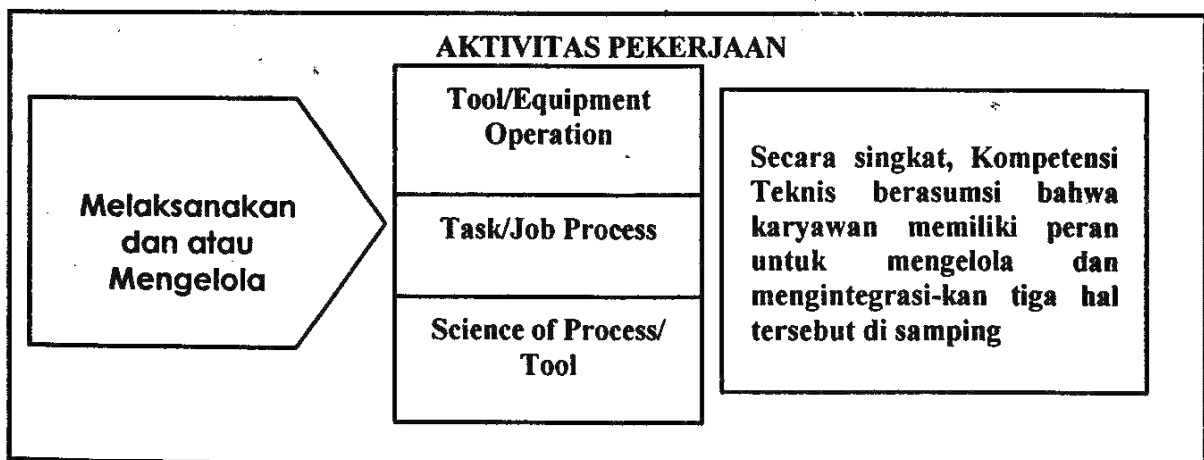 AKTIVITAS PEKERJAAN
Melaksanakan
dan atau
Mengelola
Tool/Equipment
Operation
Task/Job Process
Science of Process/
Tool
Secara singkat, Kompetensi
Teknis berasumsi bahwa
karyawan memiliki peran
untuk mengelola dan
mengintegrasi-kan tiga hal
tersebut di samping